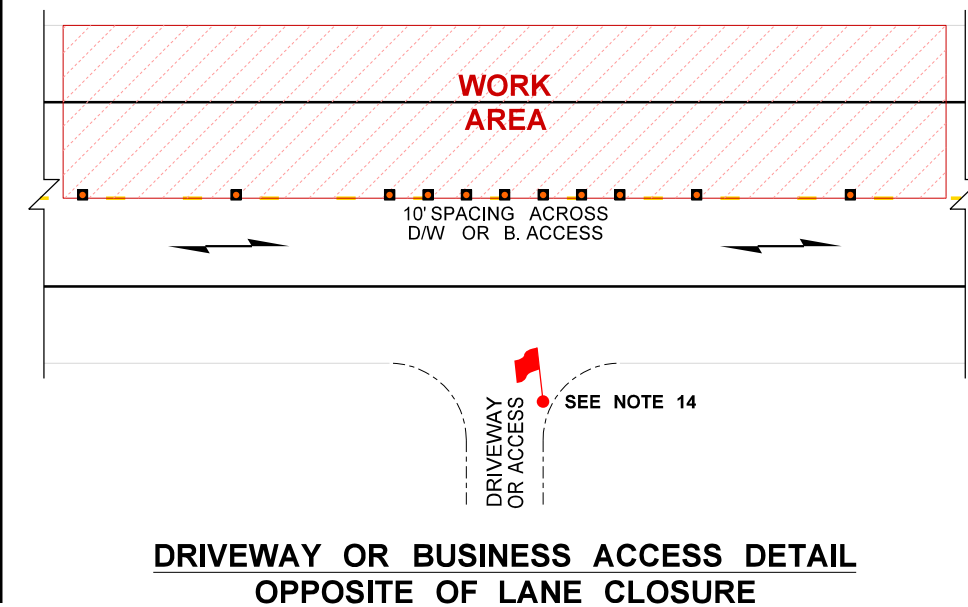 WORK
AREA
10' SPACING ACROSS
D/W OR B. ACCESS
SEE NOTE 14
DRIVEWAY
OR ACCESS
DRIVEWAY OR BUSINESS ACCESS DETAIL
OPPOSITE OF LANE CLOSURE